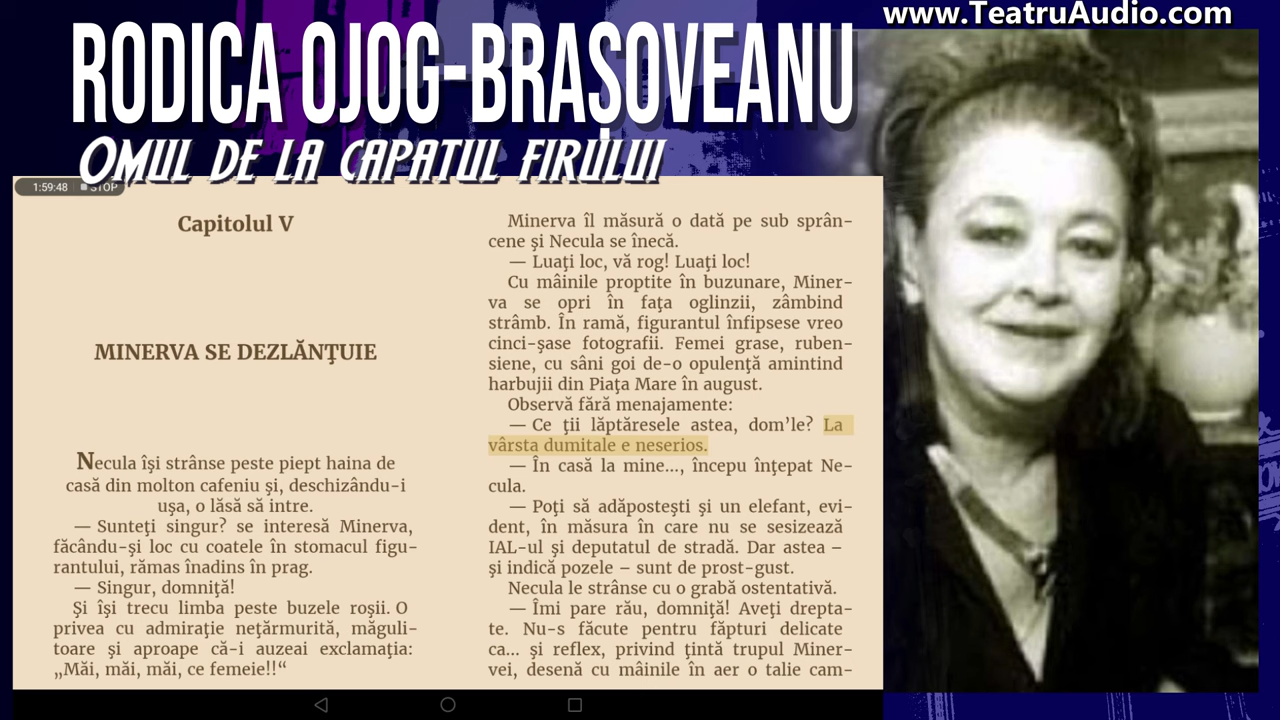 www.TeatruAudio.com
RODICA OJOG-BRAȘOVEANU
OMUL DE LA CAPATUL FIRULUI
1:59:48 STOP
Capitolul V
MINERVA SE DEZLĂNŢUIE
Necula îşi strânse peste piept haina de
casă din molton cafeniu şi, deschizându-i
uşa, o lăsă să intre.
— Sunteţi singur? se interesă Minerva,
făcându-şi loc cu coatele în stomacul figu-
rantului, rămas înadins în prag.
— Singur, domniţă!
Şi îşi trecu limba peste buzele roşii. O
privea cu admiraţie neţărmurită, măguli-
toare şi aproape că-i auzeai exclamaţia:
„Măi, măi, măi, ce femeie!!“
Minerva îl măsură o dată pe sub sprân-
cene şi Necula se înecă.
— Luaţi loc, vă rog! Luaţi loc!
Cu mâinile proptite în buzunare, Miner-
va se opri în faţa oglinzii, zâmbind
strâmb. În ramă, figurantul înfipsese vreo
cinci-şase fotografii. Femei grase, ruben-
siene, cu sâni goi de-o opulenţă amintind
harbujii din Piaţa Mare în august.
Observă fără menajamente:
— Ce ţii lăptăresele astea, dom’le? La
vârsta dumitale e neserios.
— În casă la mine..., începu înţepat Ne-
cula.
— Poţi să adăposteşti şi un elefant, evi-
dent, în măsura în care nu se sesizează
IAL-ul şi deputatul de stradă. Dar astea –
şi indică pozele – sunt de prost-gust.
Necula le strânse cu o grabă ostentativă.
— Îmi pare rău, domniţă! Aveţi drepta-
te. Nu-s făcute pentru făpturi delicate
ca... şi reflex, privind ţintă trupul Miner-
vei, desenă cu mâinile în aer o talie cam-